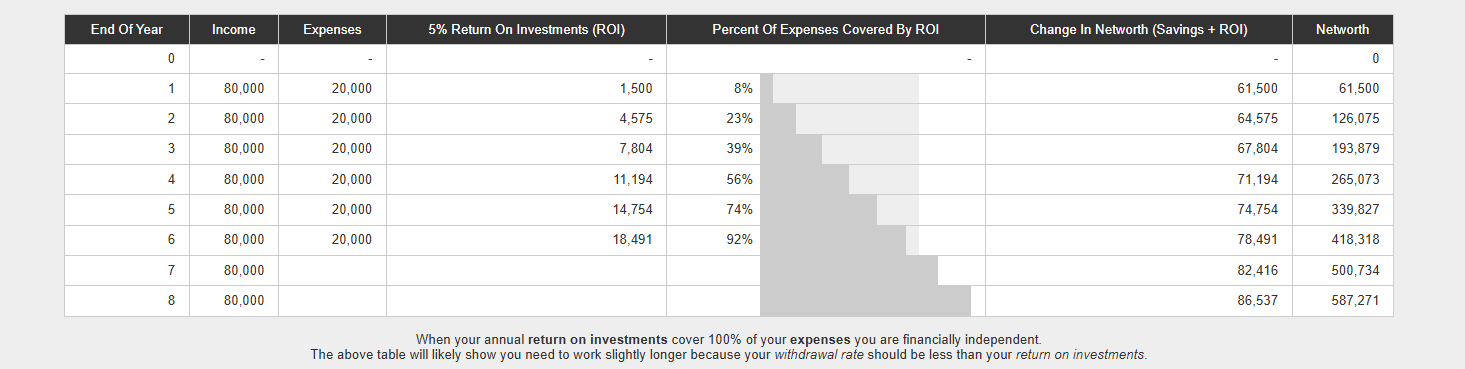 End Of Year Income Expenses 5% Return On Investments (ROI) Percent Of Expenses Covered By ROI Change In Networth (Savings + ROI) Networth
0 - - - - - 0
1 80,000 20,000 1,500 8% 61,500 61,500
2 80,000 20,000 4,575 23% 64,575 126,075
3 80,000 20,000 7,804 39% 67,804 193,879
4 80,000 20,000 11,194 56% 71,194 265,073
5 80,000 20,000 14,754 74% 74,754 339,827
6 80,000 20,000 18,491 92% 78,491 418,318
7 80,000 82,416 500,734
8 80,000 86,537 587,271
When your annual return on investments cover 100% of your expenses you are financially independent.
The above table will likely show you need to work slightly longer because your withdrawal rate should be less than your return on investments.